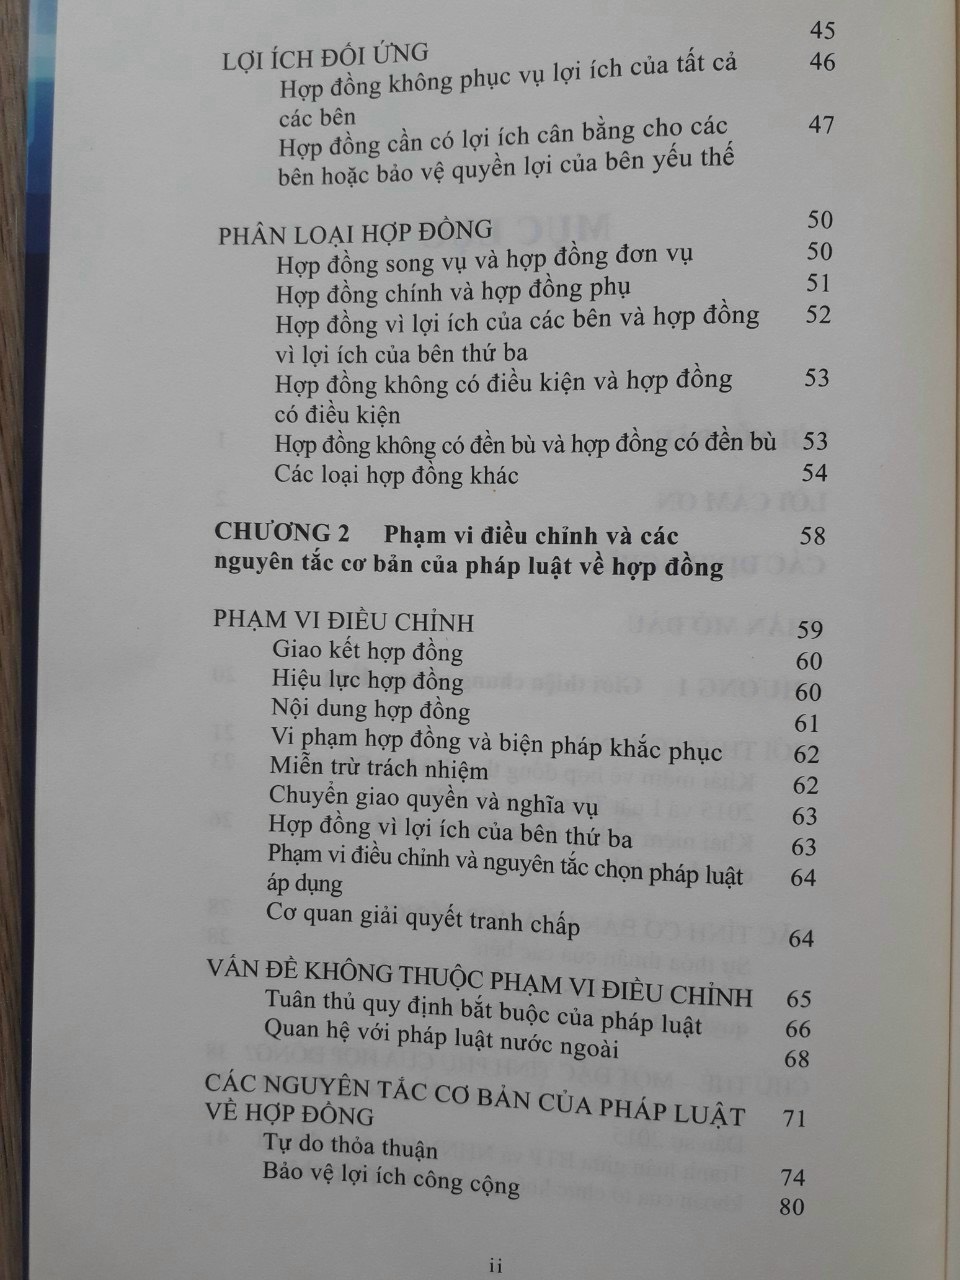 LỢI ÍCH ĐỐI ỨNG 45
Hợp đồng không phục vụ lợi ích của tất cả 46
các bên
Hợp đồng cần có lợi ích cân bằng cho các 47
bên hoặc bảo vệ quyền lợi của bên yếu thế
PHÂN LOẠI HỢP ĐỒNG 50
Hợp đồng song vụ và hợp đồng đơn vụ 50
Hợp đồng chính và hợp đồng phụ 51
Hợp đồng vì lợi ích của các bên và hợp đồng 52
vì lợi ích của bên thứ ba
Hợp đồng không có điều kiện và hợp đồng 53
có điều kiện
Hợp đồng không có đền bù và hợp đồng có đền bù 53
Các loại hợp đồng khác 54
CHƯƠNG 2 Phạm vi điều chỉnh và các 58
nguyên tắc cơ bản của pháp luật về hợp đồng
PHẠM VI ĐIỀU CHỈNH 59
Giao kết hợp đồng 60
Hiệu lực hợp đồng 60
Nội dung hợp đồng 61
Vi phạm hợp đồng và biện pháp khắc phục 62
Miễn trừ trách nhiệm 62
Chuyển giao quyền và nghĩa vụ 63
Hợp đồng vì lợi ích của bên thứ ba 63
Phạm vi điều chỉnh và nguyên tắc chọn pháp luật 64
áp dụng
Cơ quan giải quyết tranh chấp 64
VẤN ĐỀ KHÔNG THUỘC PHẠM VI ĐIỀU CHỈNH 65
Tuân thủ quy định bắt buộc của pháp luật 66
Quan hệ với pháp luật nước ngoài 68
CÁC NGUYÊN TẮC CƠ BẢN CỦA PHÁP LUẬT 71
VỀ HỢP ĐỒNG
Tự do thỏa thuận 74
Bảo vệ lợi ích công cộng 80
ii